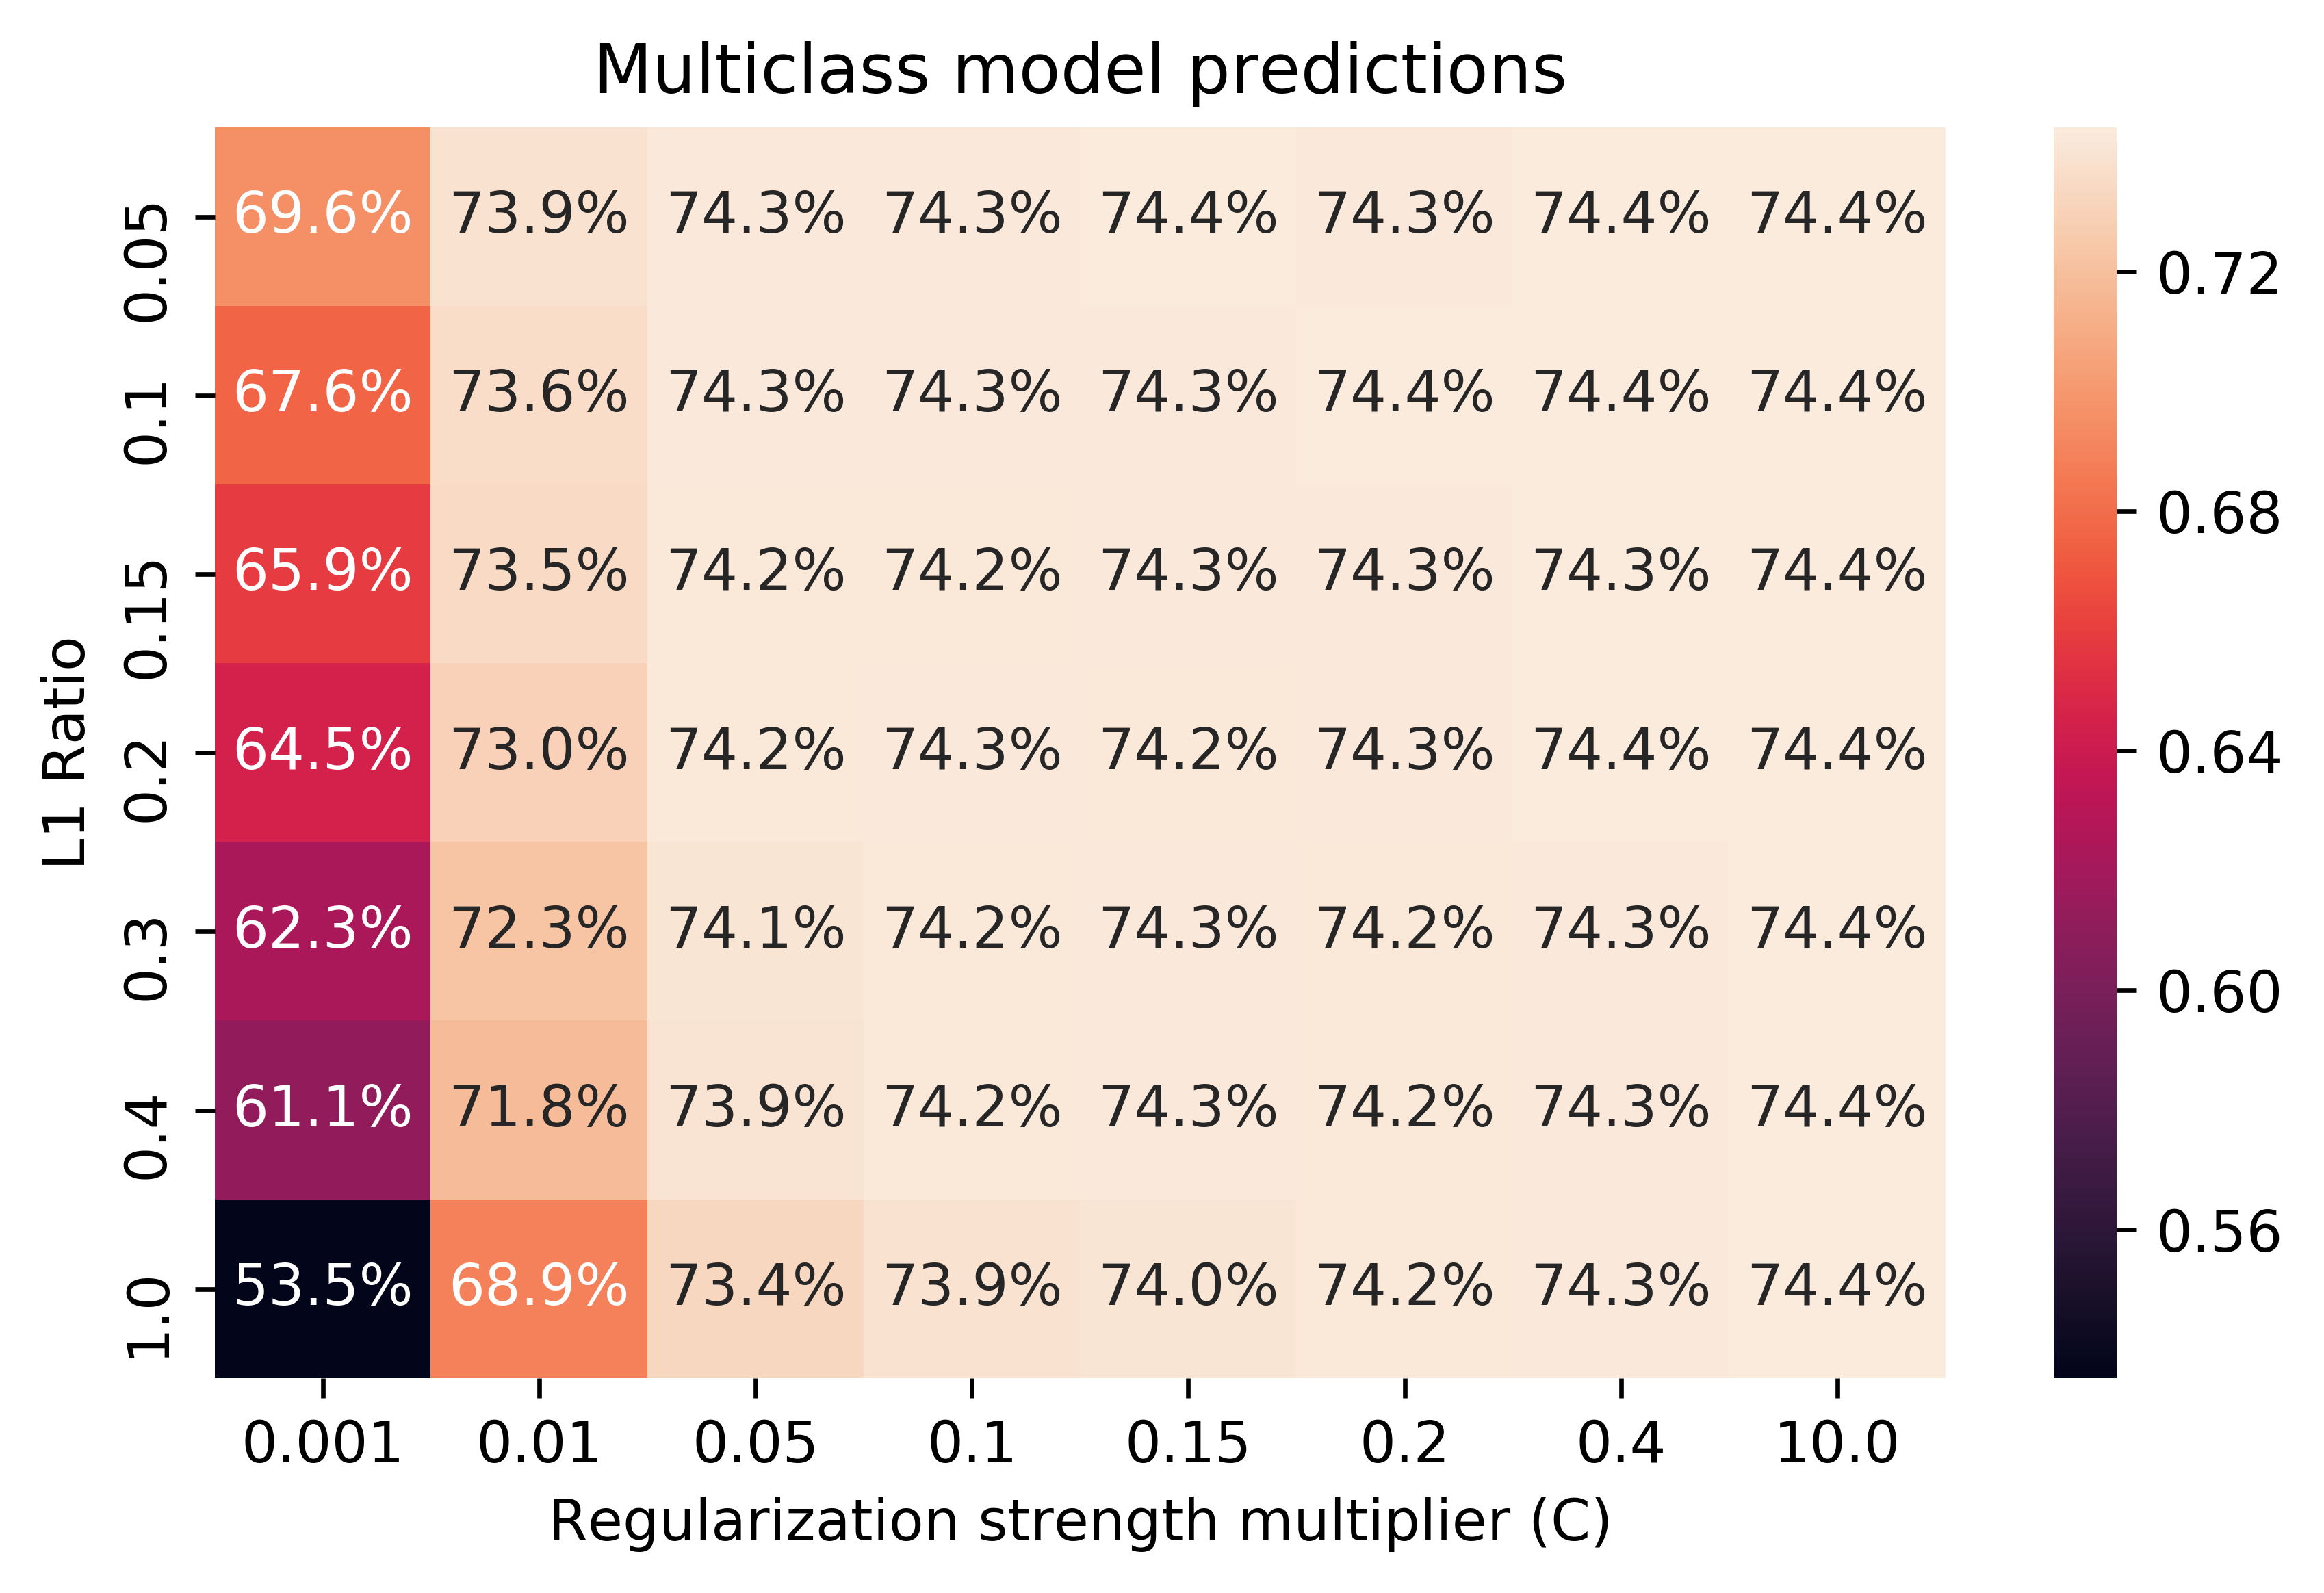 Multiclass model predictions
L1 Ratio
0.05 69.6% 73.9% 74.3% 74.3% 74.4% 74.3% 74.4% 74.4%
0.1 67.6% 73.6% 74.3% 74.3% 74.3% 74.4% 74.4% 74.4%
0.15 65.9% 73.5% 74.2% 74.2% 74.3% 74.3% 74.3% 74.4%
0.2 64.5% 73.0% 74.2% 74.3% 74.2% 74.3% 74.4% 74.4%
0.3 62.3% 72.3% 74.1% 74.2% 74.3% 74.2% 74.3% 74.4%
0.4 61.1% 71.8% 73.9% 74.2% 74.3% 74.2% 74.3% 74.4%
1.0 53.5% 68.9% 73.4% 73.9% 74.0% 74.2% 74.3% 74.4%
0.001 0.01 0.05 0.1 0.15 0.2 0.4 10.0
Regularization strength multiplier (C)
0.72
0.68
0.64
0.60
0.56